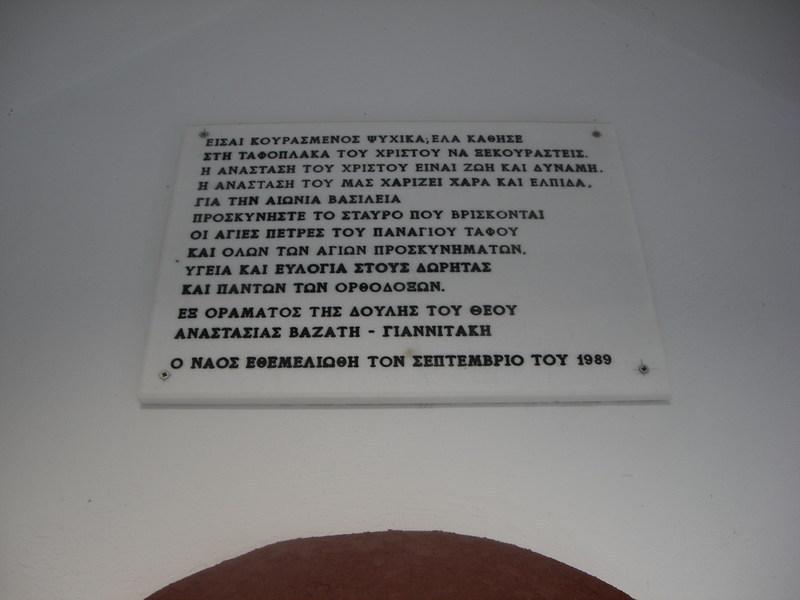 ΕΙΣΑΙ ΚΟΥΡΑΣΜΕΝΟΣ ΨΥΧΙΚΑ;ΕΛΑ ΚΑΘΗΣΕ
ΣΤΗ ΤΑΦΟΠΛΑΚΑ ΤΟΥ ΧΡΙΣΤΟΥ ΝΑ ΞΕΚΟΥΡΑΣΤΕΙΣ.
Η ΑΝΑΣΤΑΣΗ ΤΟΥ ΧΡΙΣΤΟΥ ΕΙΝΑΙ ΖΩΗ ΚΑΙ ΔΥΝΑΜΗ.
Η ΑΝΑΣΤΑΣΗ ΤΟΥ ΜΑΣ ΧΑΡΙΖΕΙ ΧΑΡΑ ΚΑΙ ΕΛΠΙΔΑ,
ΓΙΑ ΤΗΝ ΑΙΩΝΙΑ ΒΑΣΙΛΕΙΑ
ΠΡΟΣΚΥΝΗΣΤΕ ΤΟ ΣΤΑΥΡΟ ΠΟΥ ΒΡΙΣΚΟΝΤΑΙ
ΟΙ ΑΓΙΕΣ ΠΕΤΡΕΣ ΤΟΥ ΠΑΝΑΓΙΟΥ ΤΑΦΟΥ
ΚΑΙ ΟΛΩΝ ΤΩΝ ΑΓΙΩΝ ΠΡΟΣΚΥΝΗΜΑΤΩΝ.
ΥΓΕΙΑ ΚΑΙ ΕΥΛΟΓΙΑ ΣΤΟΥΣ ΔΩΡΗΤΑΣ
ΚΑΙ ΠΑΝΤΩΝ ΤΩΝ ΟΡΘΟΔΟΞΩΝ.
ΕΞ ΟΡΑΜΑΤΟΣ ΤΗΣ ΔΟΥΛΗΣ ΤΟΥ ΘΕΟΥ
ΑΝΑΣΤΑΣΙΑΣ ΒΑΖΑΤΗ - ΓΙΑΝΝΙΤΑΚΗ
Ο ΝΑΟΣ ΕΘΕΜΕΛΙΩΘΗ ΤΟΝ ΣΕΠΤΕΜΒΡΙΟ ΤΟΥ 1989